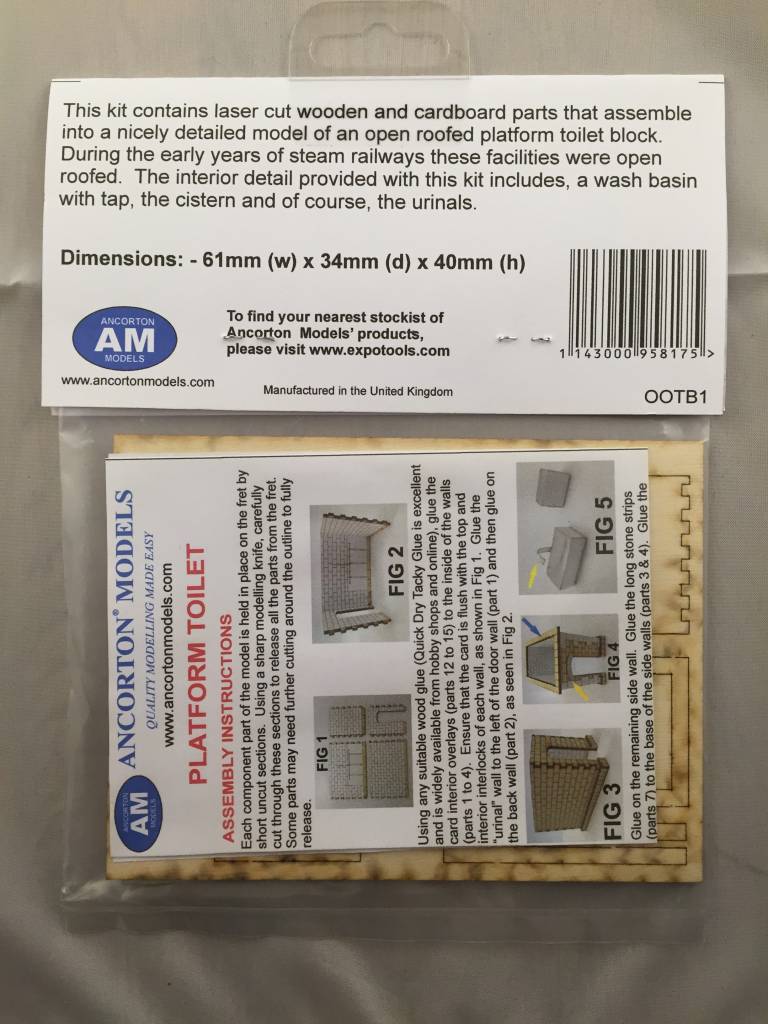 This kit contains laser cut wooden and cardboard parts that assemble
into a nicely detailed model of an open roofed platform toilet block.
During the early years of steam railways these facilities were open
roofed. The interior detail provided with this kit includes, a wash basin
with tap, the cistern and of course, the urinals.
Dimensions: - 61mm (w) x 34mm (d) x 40mm (h)
ANCORTON
AM
MODELS
www.ancortonmodels.com
To find your nearest stockist of
Ancorton Models' products,
please visit www.expotools.com
Manufactured in the United Kingdom
1 143000 958175 >
OOTB1
ANCORTON
AM
MODELS
ANCORTON® MODELS
QUALITY MODELLING MADE EASY
www.ancortonmodels.com
PLATFORM TOILET
ASSEMBLY INSTRUCTIONS
Each component part of the model is held in place on the fret by
short uncut sections. Using a sharp modelling knife, carefully
cut through these sections to release all the parts from the fret.
Some parts may need further cutting around the outline to fully
release.
FIG 1
FIG 2
Using any suitable wood glue (Quick Dry Tacky Glue is excellent
and is widely available from hobby shops and online), glue the
card interior overlays (parts 12 to 15) to the inside of the walls
(parts 1 to 4). Ensure that the card is flush with the top and
interior interlocks of each wall, as shown in Fig 1. Glue the
"urinal" wall to the left of the door wall (part 1) and then glue on
the back wall (part 2), as seen in Fig 2.
FIG 3
FIG 4
FIG 5
Glue on the remaining side wall. Glue the long stone strips
(parts 7) to the base of the side walls (parts 3 & 4). Glue the